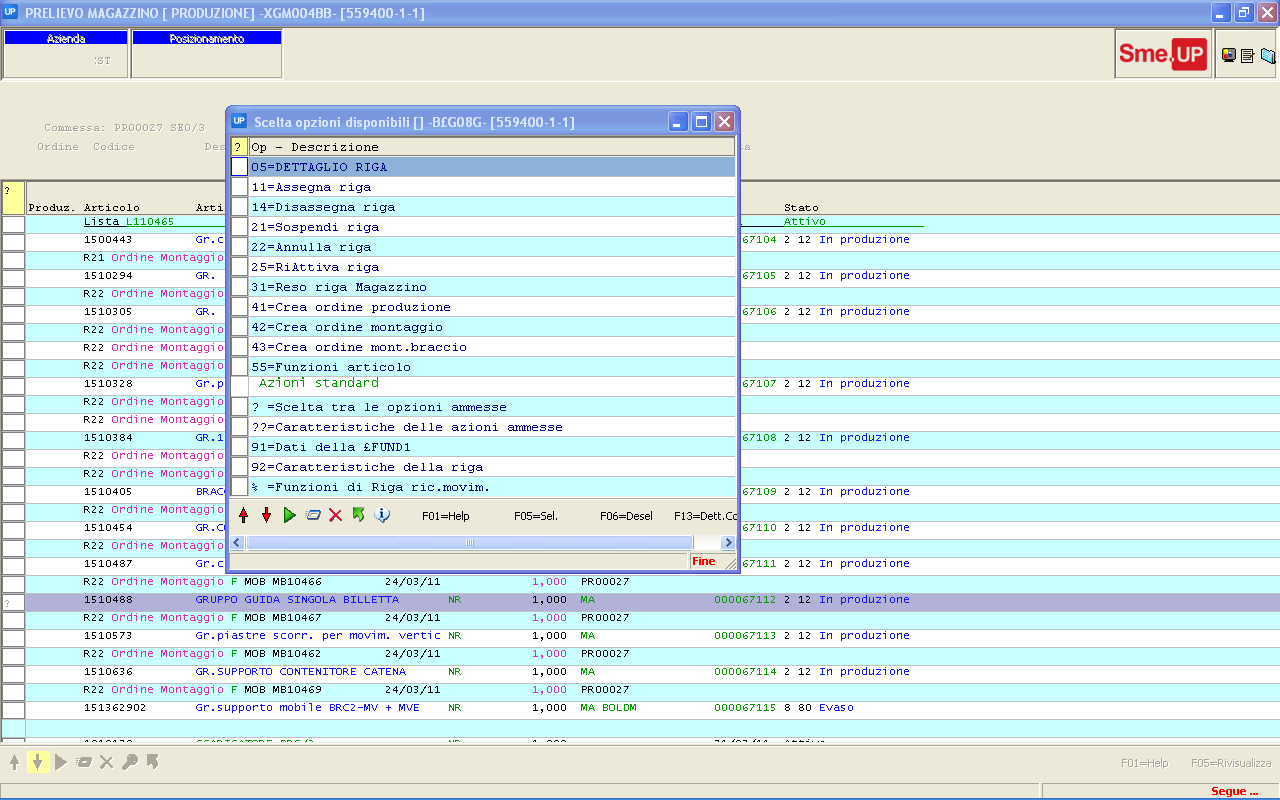 UP PRELIEVO MAGAZZINO [ PRODUZIONE] -XGM004BB- [559400-1-1]
Azienda Posizionamento
:ST
Sme.UP
Commessa: PR00027 SE0/3
Ordine Codice Des
UP Scelta opzioni disponibili [] -B£G08G- [559400-1-1]
? Op - Descrizione
05=DETTAGLIO RIGA
11=Assegna riga
14=Disassegna riga
21=Sospendi riga
22=Annulla riga
25=RiAttiva riga
31=Reso riga Magazzino
41=Crea ordine produzione
42=Crea ordine montaggio
43=Crea ordine mont.braccio
55=Funzioni articolo
Azioni standard
? =Scelta tra le opzioni ammesse
??=Caratteristiche delle azioni ammesse
91=Dati della £FUND1
92=Caratteristiche della riga
% =Funzioni di Riga ric.movim.
F01=Help F05=Sel. F06=Desel F13=Dett.Co
Fine
?
Produz. Articolo Arti Stato
Lista L110465 Attivo
1500443 Gr.c 67104 2 12 In produzione
R21 Ordine Montaggio
1510294 GR. 67105 2 12 In produzione
R22 Ordine Montaggio
1510305 GR. 67106 2 12 In produzione
R22 Ordine Montaggio
R22 Ordine Montaggio
R22 Ordine Montaggio
1510328 Gr.p 67107 2 12 In produzione
R22 Ordine Montaggio
R22 Ordine Montaggio
1510384 GR.1 67108 2 12 In produzione
R22 Ordine Montaggio
R22 Ordine Montaggio
1510405 BRACC 67109 2 12 In produzione
R22 Ordine Montaggio
1510454 GR.CO 67110 2 12 In produzione
R22 Ordine Montaggio
1510487 Gr.c 67111 2 12 In produzione
R22 Ordine Montaggio F MOB MB10466 24/03/11 1,000 PR00027
? 1510488 GRUPPO GUIDA SINGOLA BILLETTA NR 1,000 MA 000067112 2 12 In produzione
R22 Ordine Montaggio F MOB MB10467 24/03/11 1,000 PR00027
1510573 Gr.piastre scorr. per movim. vertic NR 1,000 MA 000067113 2 12 In produzione
R22 Ordine Montaggio F MOB MB10462 24/03/11 1,000 PR00027
1510636 GR.SUPPORTO CONTENITORE CATENA NR 1,000 MA 000067114 2 12 In produzione
R22 Ordine Montaggio F MOB MB10469 24/03/11 1,000 PR00027
151362902 Gr.supporto mobile BRC2-MV + MVE NR 1,000 MA BOLDM 000067115 8 80 Evaso
F01=Help F05=Rivisualizza
Segue ...